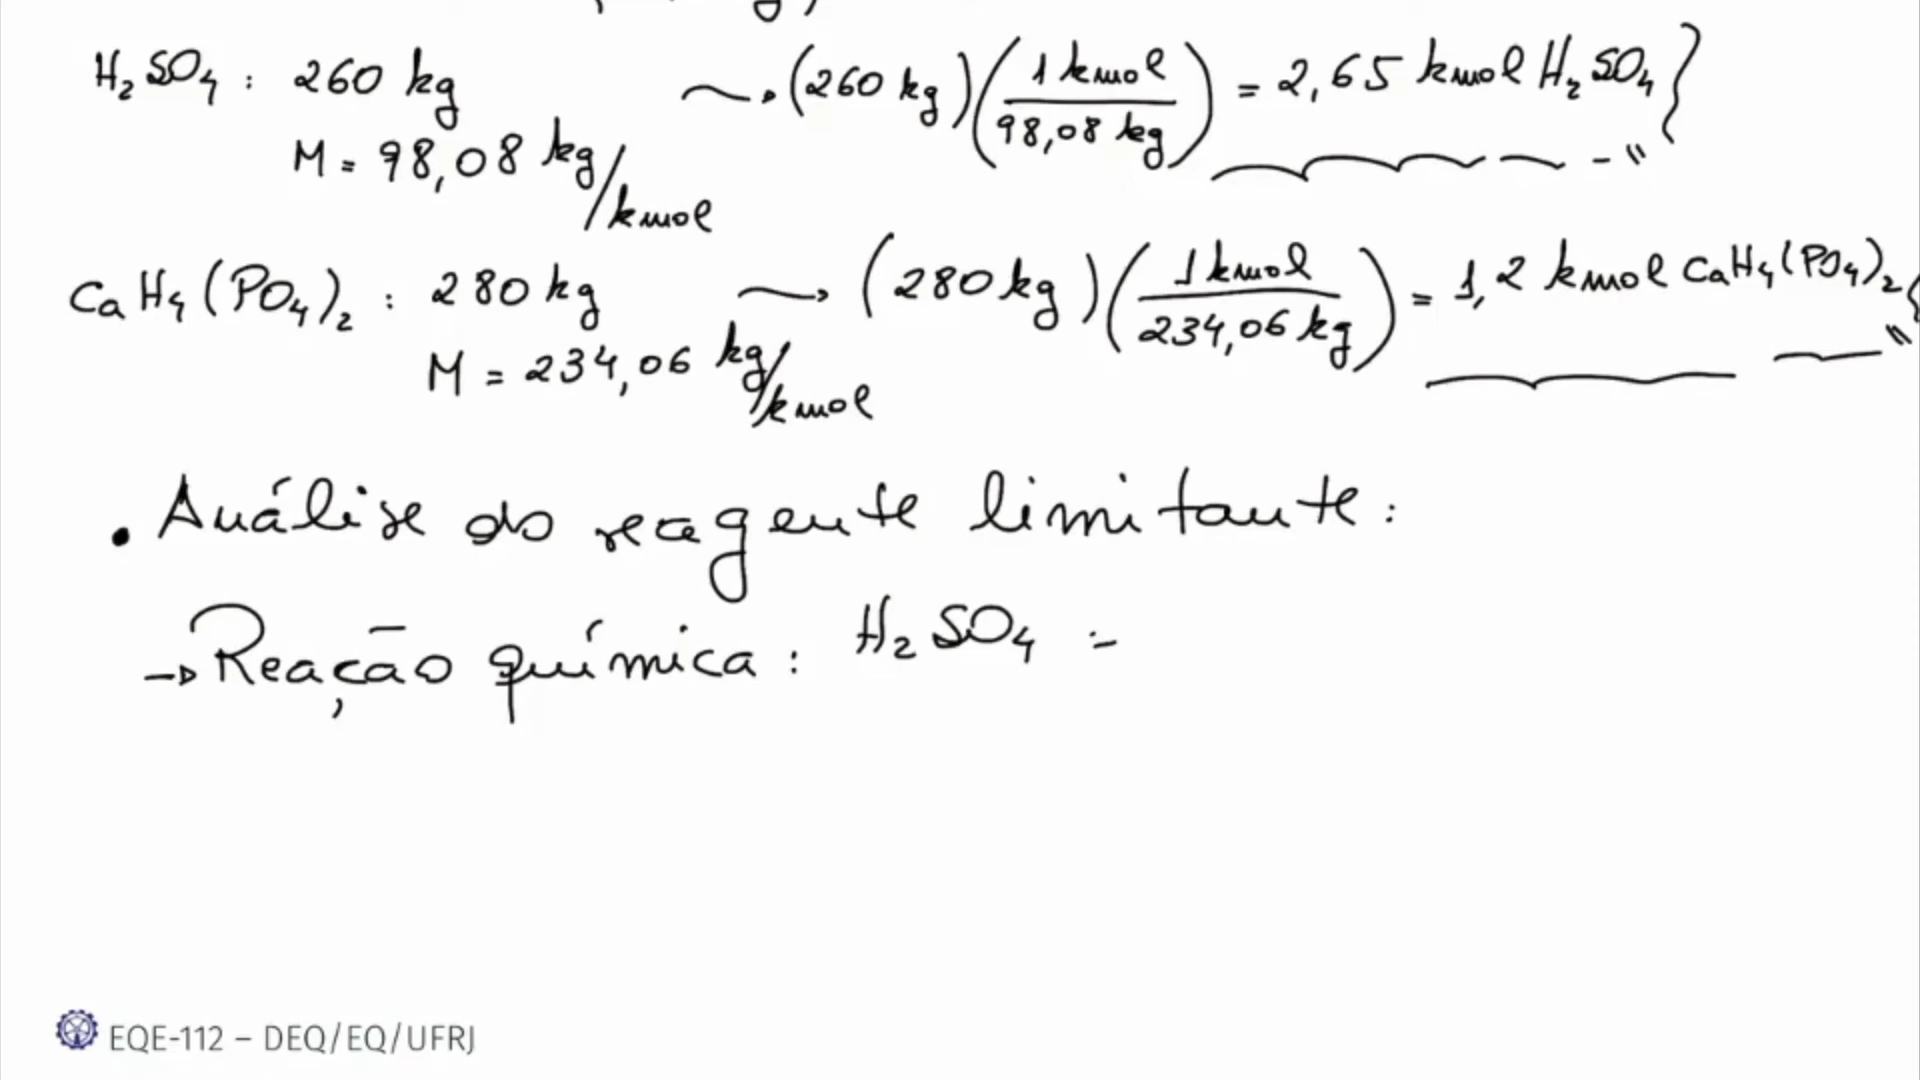 H₂SO₄ : 260 kg ⟿ (260 kg)(1 kmol / 98,08 kg) = 2,65 kmol H₂SO₄ }
M = 98,08 kg/kmol
CaH₄(PO₄)₂ : 280 kg ⟿ (280 kg)(1 kmol / 234,06 kg) = 1,2 kmol CaH₄(PO₄)₂ {
M = 234,06 kg/kmol
• Análise do reagente limitante :
→ Reação química : H₂SO₄ =
EQE-112 – DEQ/EQ/UFRJ